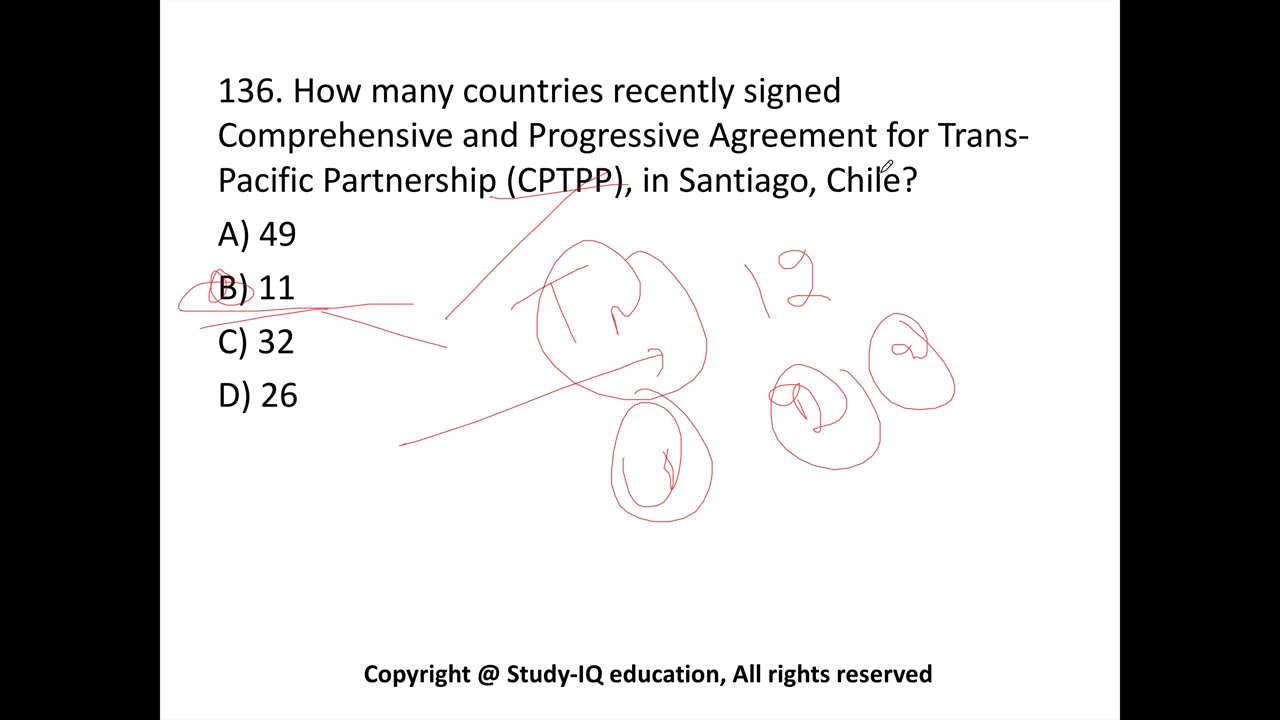 136. How many countries recently signed
Comprehensive and Progressive Agreement for Trans-
Pacific Partnership (CPTPP), in Santiago, Chile?
A) 49
B) 11
C) 32
D) 26
12
Copyright @ Study-IQ education, All rights reserved